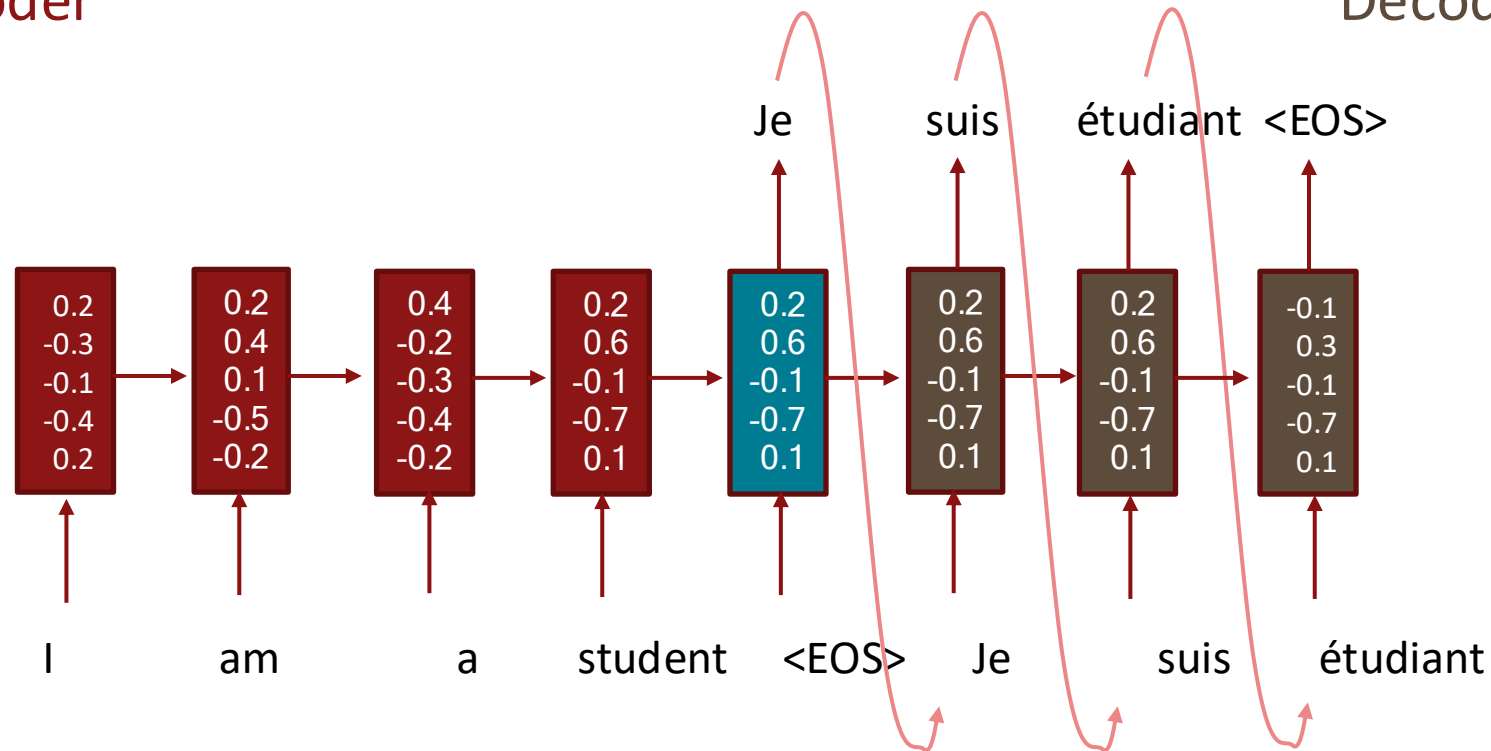 oder Decod
Je suis étudiant <EOS>
0.2 0.2 0.4 0.2 0.2 0.2 0.2 -0.1
-0.3 0.4 -0.2 0.6 0.6 0.6 0.6 0.3
-0.1 0.1 -0.3 -0.1 -0.1 -0.1 -0.1 -0.1
-0.4 -0.5 -0.4 -0.7 -0.7 -0.7 -0.7 -0.7
0.2 -0.2 -0.2 0.1 0.1 0.1 0.1 0.1
I am a student <EOS> Je suis étudiant